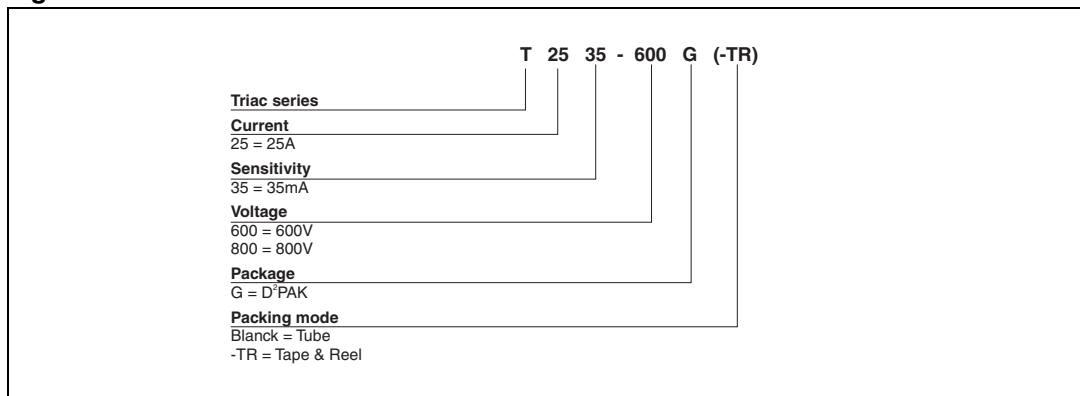 T 25 35 - 600 G (-TR)
Triac series
Current
25 = 25A
Sensitivity
35 = 35mA
Voltage
600 = 600V
800 = 800V
Package
G = D²PAK
Packing mode
Blanck = Tube
-TR = Tape & Reel